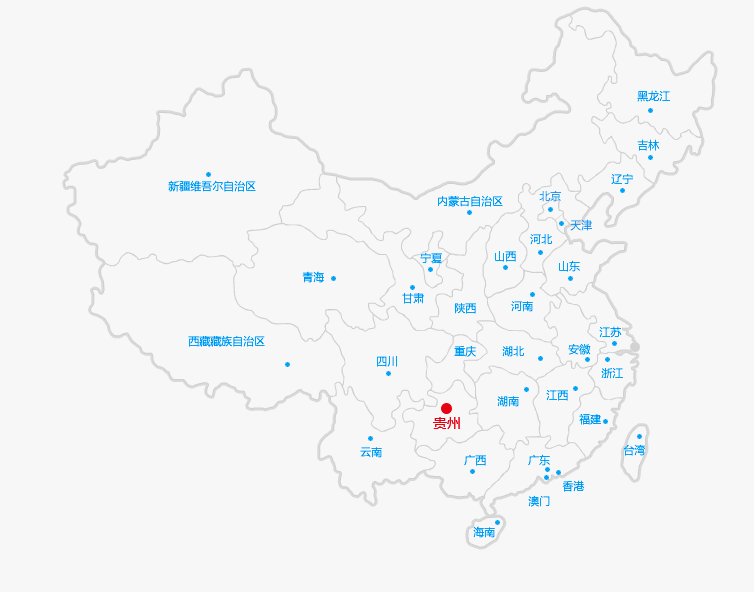 黑龙江
吉林
辽宁
新疆维吾尔自治区
北京
内蒙古自治区
天津
河北
山西
宁夏
山东
青海
甘肃
陕西
河南
江苏
西藏藏族自治区
重庆
湖北
安徽
四川
浙江
江西
湖南
福建
贵州
台湾
云南
广西
广东
香港
澳门
海南